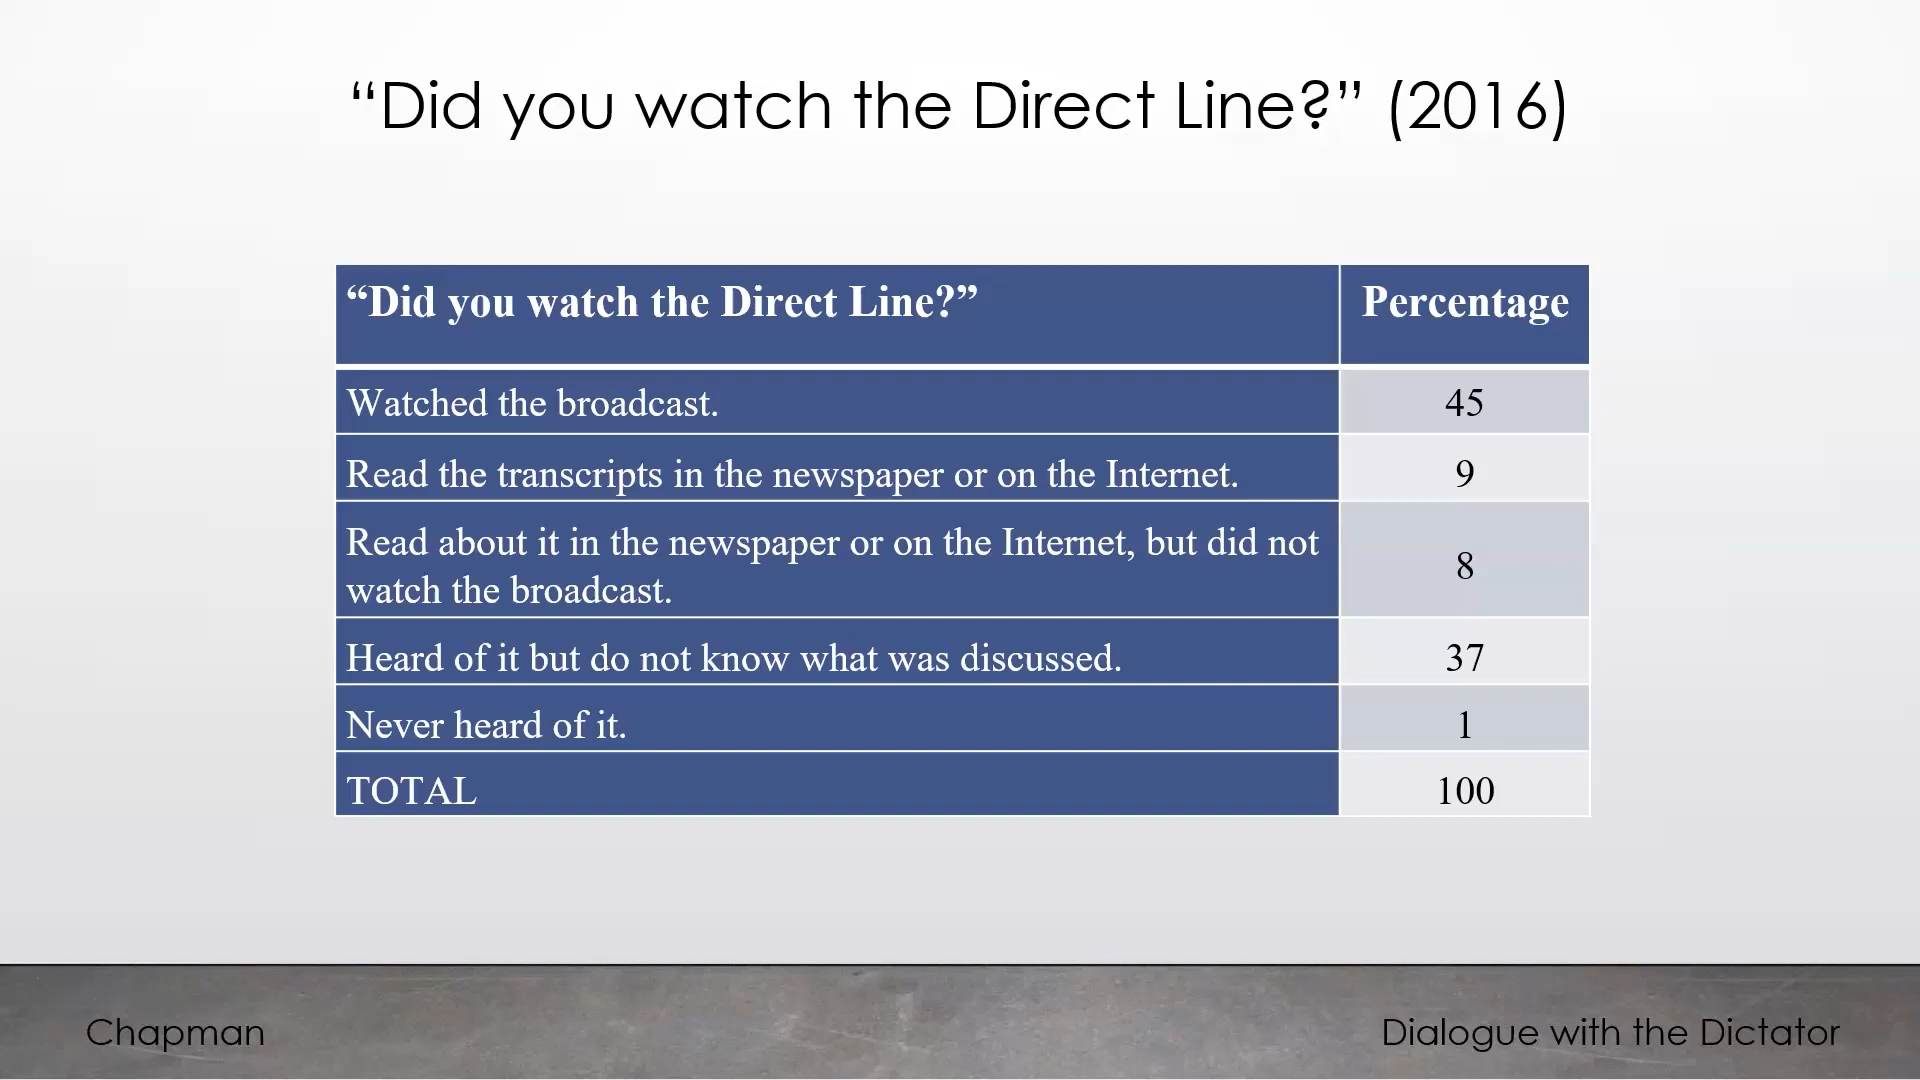 “Did you watch the Direct Line?” (2016)
“Did you watch the Direct Line?” Percentage
Watched the broadcast. 45
Read the transcripts in the newspaper or on the Internet. 9
Read about it in the newspaper or on the Internet, but did not
watch the broadcast. 8
Heard of it but do not know what was discussed. 37
Never heard of it. 1
TOTAL 100
Chapman
Dialogue with the Dictator